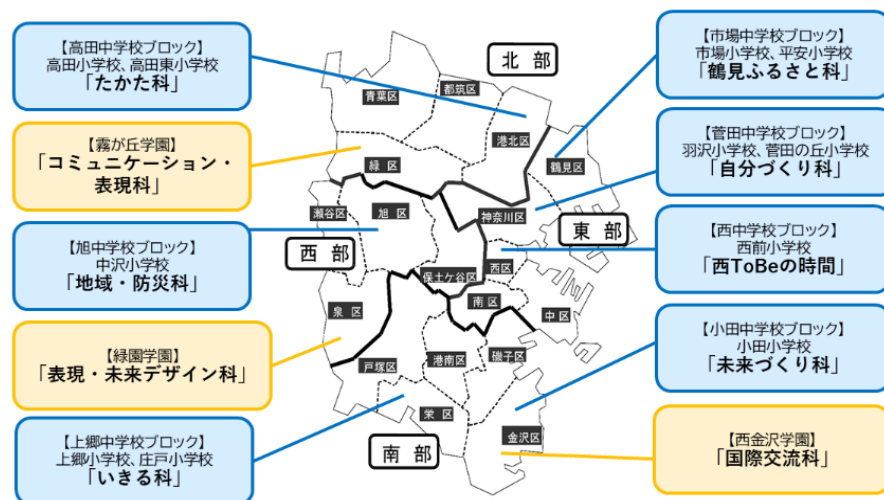 【高田中学校ブロック】
高田小学校、高田東小学校
「たかた科」
【霧が丘学園】
「コミュニケーション・
表現科」
【旭中学校ブロック】
中沢小学校
「地域・防災科」
【緑園学園】
「表現・未来デザイン科」
【上郷中学校ブロック】
上郷小学校、庄戸小学校
「いきる科」
北部
青葉区
都筑区
港北区
緑区
鶴見区
瀬谷区
旭区
神奈川区
西部
東部
保土ケ谷区
西区
南区
中区
泉区
戸塚区
港南区
磯子区
栄区
金沢区
南部
【市場中学校ブロック】
市場小学校、平安小学校
「鶴見ふるさと科」
【菅田中学校ブロック】
羽沢小学校、菅田の丘小学校
「自分づくり科」
【西中学校ブロック】
西前小学校
「西ToBeの時間」
【小田中学校ブロック】
小田小学校
「未来づくり科」
【西金沢学園】
「国際交流科」